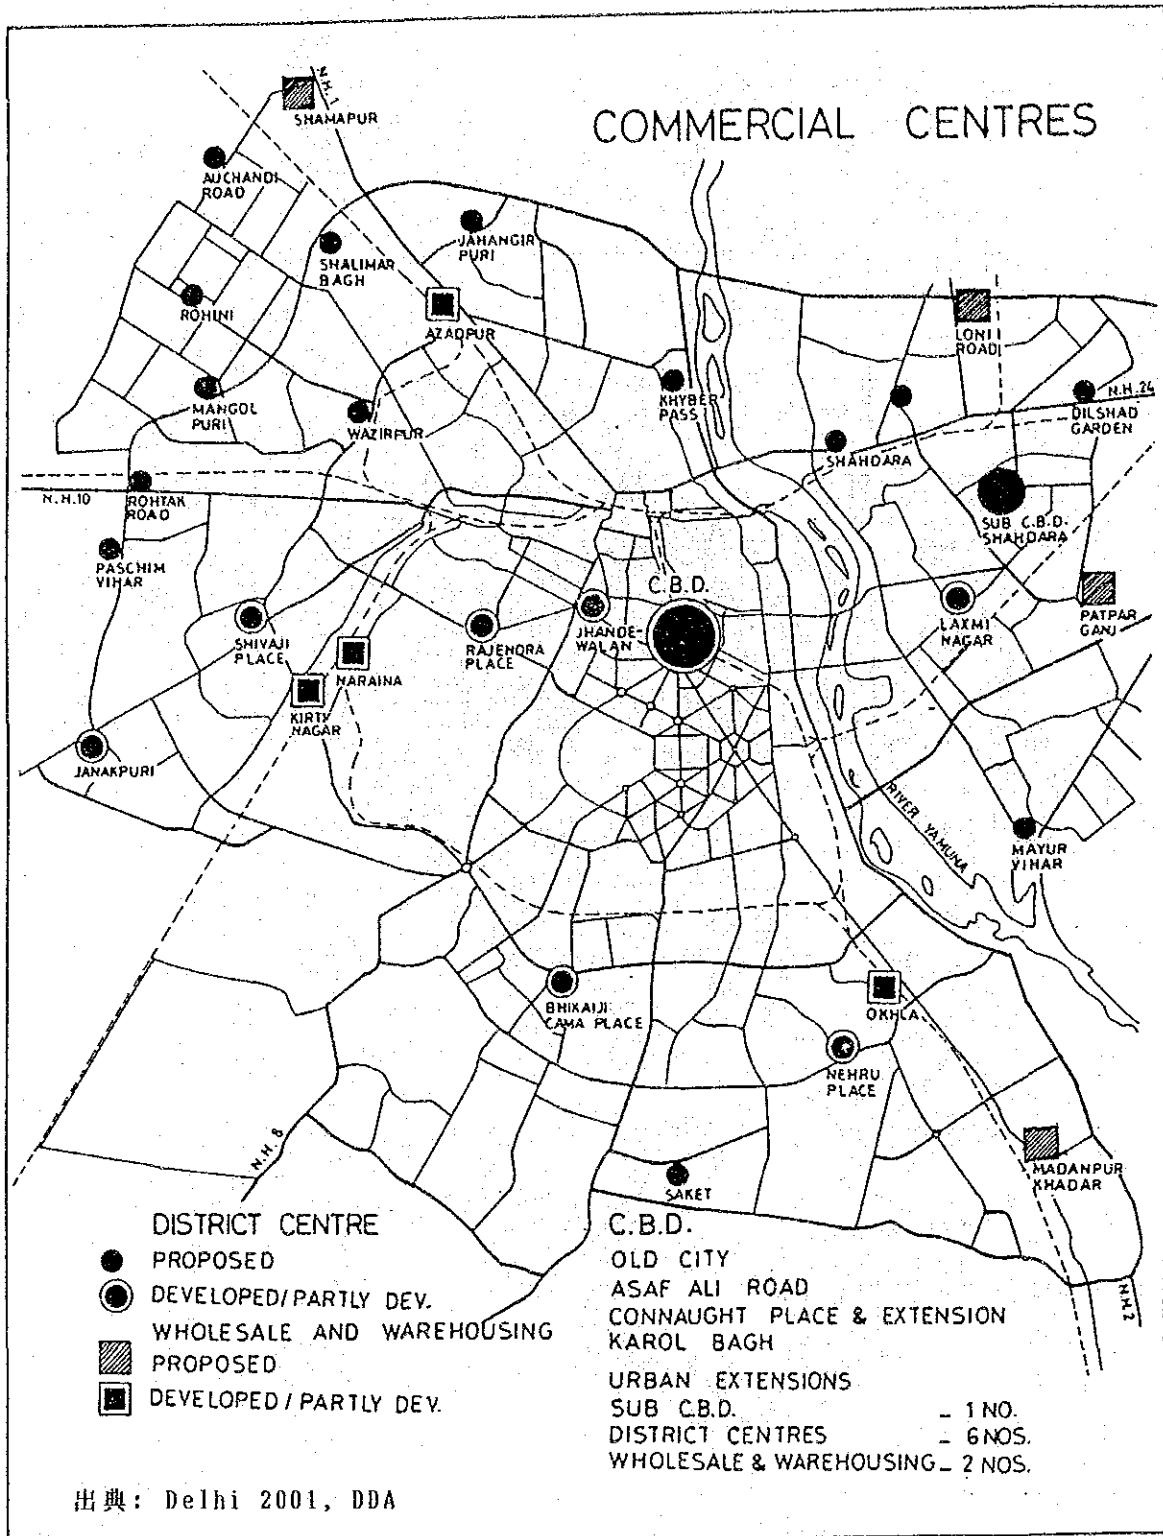 COMMERCIAL CENTRES
N.H.1
SHAMAPUR
AUCHANDI
ROAD
JAHANGIR
PURI
SHALIMAR
BAGH
ROHINI
AZADPUR
LONI
ROAD
MANGOL
PURI
WAZIRPUR
KHYBER
PASS
N.H.24
DILSHAD
GARDEN
SHAHDARA
N.H.10
ROHTAK
ROAD
SUB C.B.D.
SHAHDARA
PASCHIM
VIHAR
C.B.D.
SHIVAJI
PLACE
RAJENDRA
PLACE
JHANDE-
WALAN
LAXMI
NAGAR
PATPAR
GANJ
NARAINA
KIRTI
NAGAR
JANAKPURI
RIVER YAMUNA
MAYUR
VIHAR
BHIKAIJI
CAMA PLACE
OKHLA
NEHRU
PLACE
N.H. 8
SAKET
MADANPUR
KHADAR
N.H.2
DISTRICT CENTRE
PROPOSED
DEVELOPED/PARTLY DEV.
WHOLESALE AND WAREHOUSING
PROPOSED
DEVELOPED/PARTLY DEV.
C.B.D.
OLD CITY
ASAF ALI ROAD
CONNAUGHT PLACE & EXTENSION
KAROL BAGH
URBAN EXTENSIONS
SUB C.B.D. - 1 NO.
DISTRICT CENTRES - 6 NOS.
WHOLESALE & WAREHOUSING - 2 NOS.
出典: Delhi 2001, DDA